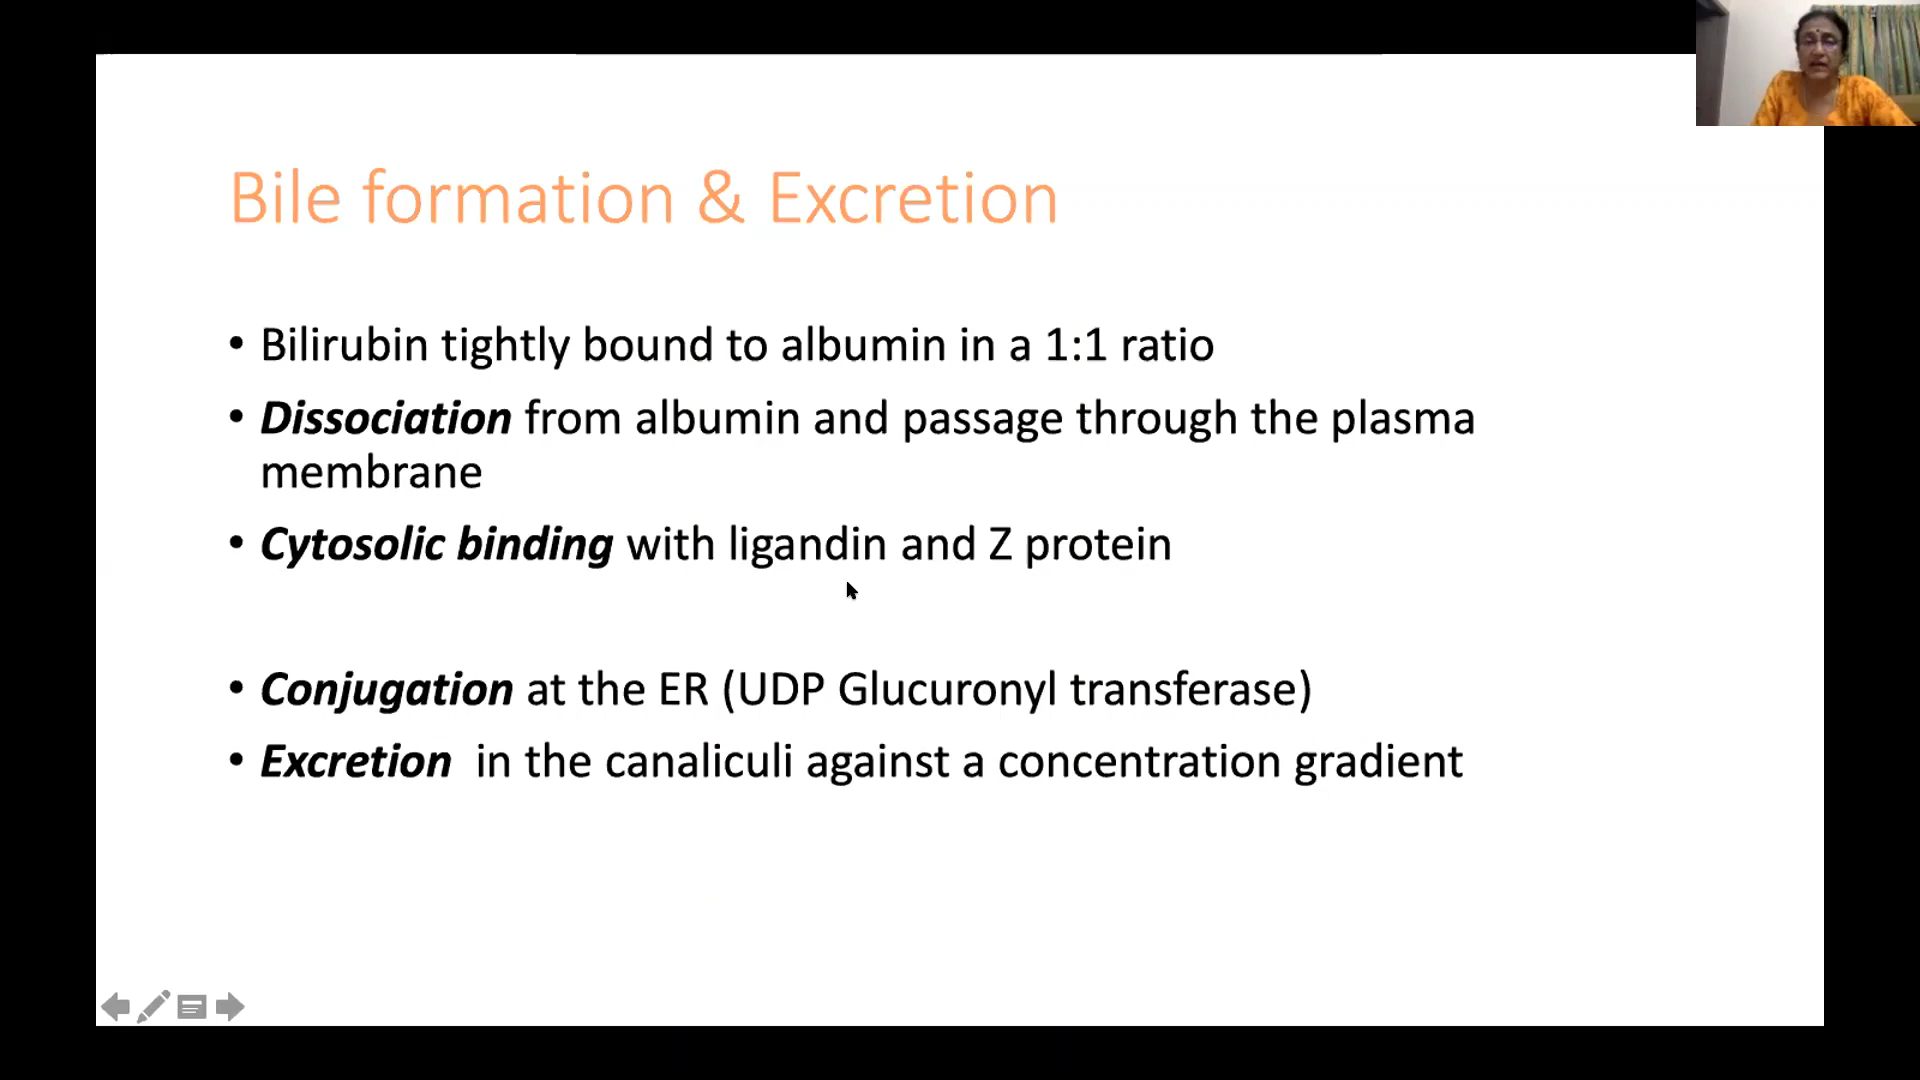 Bile formation & Excretion
• Bilirubin tightly bound to albumin in a 1:1 ratio
• Dissociation from albumin and passage through the plasma
membrane
• Cytosolic binding with ligandin and Z protein
• Conjugation at the ER (UDP Glucuronyl transferase)
• Excretion in the canaliculi against a concentration gradient